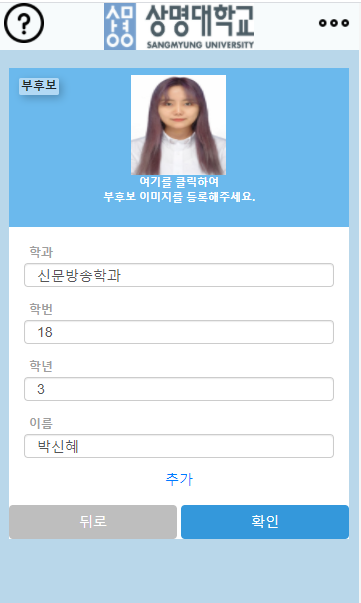 ?
상명
상명대학교
SANGMYUNG UNIVERSITY
부후보
여기를 클릭하여
부후보 이미지를 등록해주세요.
학과
신문방송학과
학번
18
학년
3
이름
박신혜
추가
뒤로
확인